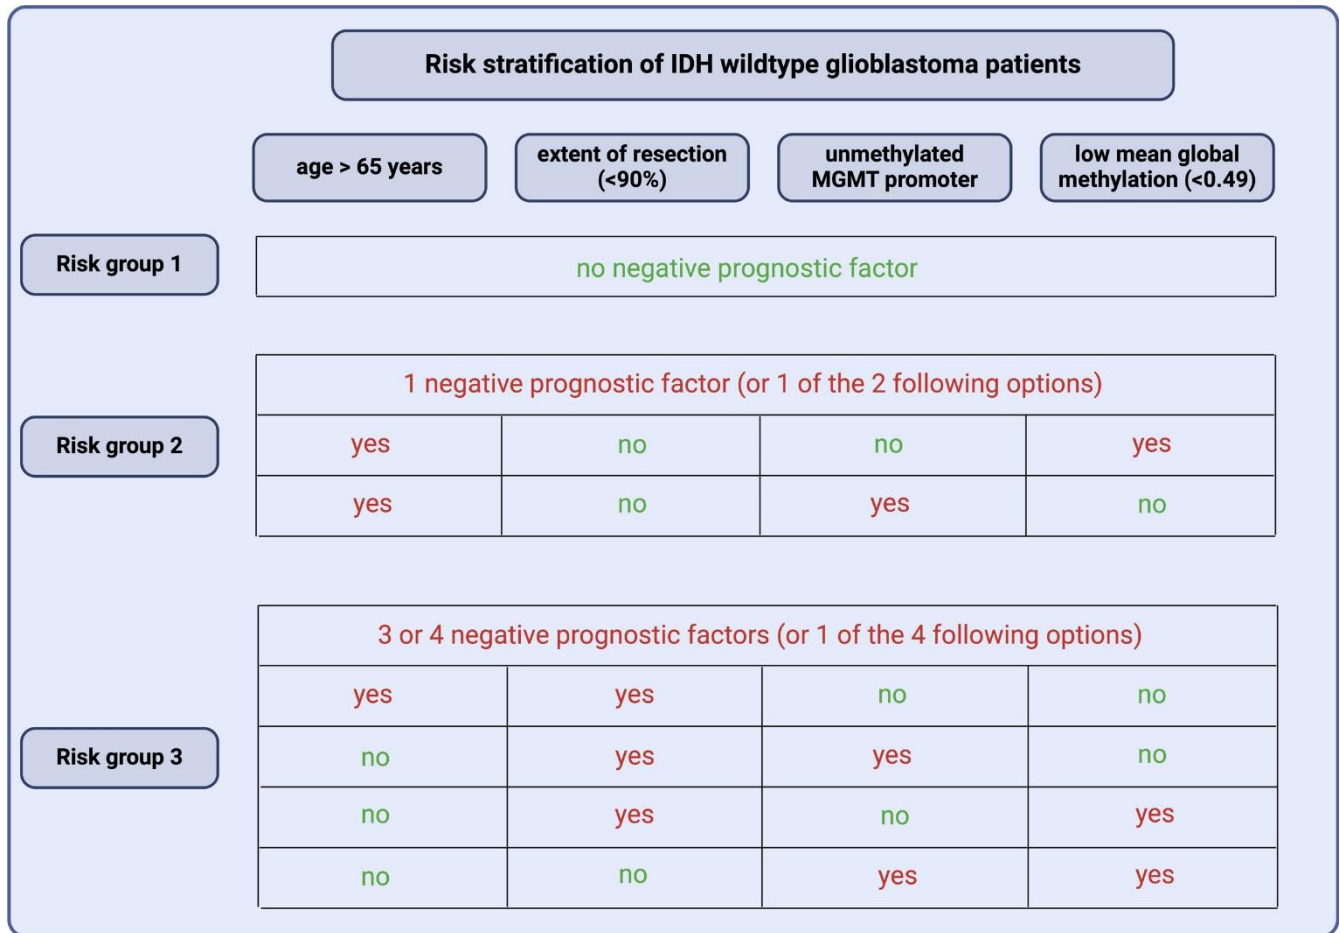 Risk stratification of IDH wildtype glioblastoma patients
age > 65 years
extent of resection
(<90%)
unmethylated
MGMT promoter
low mean global
methylation (<0.49)
Risk group 1
no negative prognostic factor
1 negative prognostic factor (or 1 of the 2 following options)
Risk group 2
yes no no yes
yes no yes no
3 or 4 negative prognostic factors (or 1 of the 4 following options)
yes yes no no
Risk group 3
no yes yes no
no yes no yes
no no yes yes